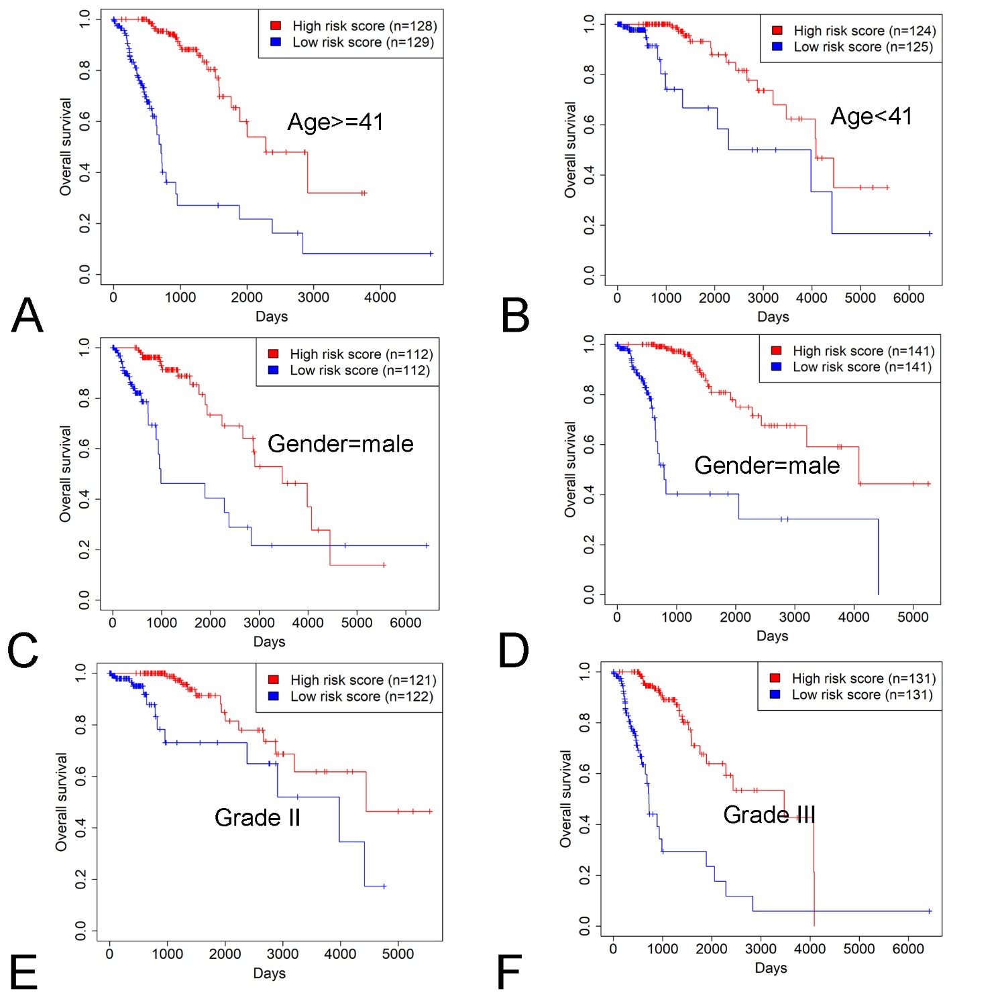 High risk score (n=128)
Low risk score (n=129)
Age>=41
Overall survival
0.0 0.2 0.4 0.6 0.8 1.0
0 1000 2000 3000 4000
Days
A
High risk score (n=124)
Low risk score (n=125)
Age<41
Overall survival
0.0 0.2 0.4 0.6 0.8 1.0
0 1000 2000 3000 4000 5000 6000
Days
B
High risk score (n=112)
Low risk score (n=112)
Gender=male
Overall survival
0.0 0.2 0.4 0.6 0.8 1.0
0 1000 2000 3000 4000 5000 6000
Days
C
High risk score (n=141)
Low risk score (n=141)
Gender=male
Overall survival
0.0 0.2 0.4 0.6 0.8 1.0
0 1000 2000 3000 4000 5000
Days
D
High risk score (n=121)
Low risk score (n=122)
Grade II
Overall survival
0.0 0.2 0.4 0.6 0.8 1.0
0 1000 2000 3000 4000 5000
Days
E
High risk score (n=131)
Low risk score (n=131)
Grade III
Overall survival
0.0 0.2 0.4 0.6 0.8 1.0
0 1000 2000 3000 4000 5000 6000
Days
F